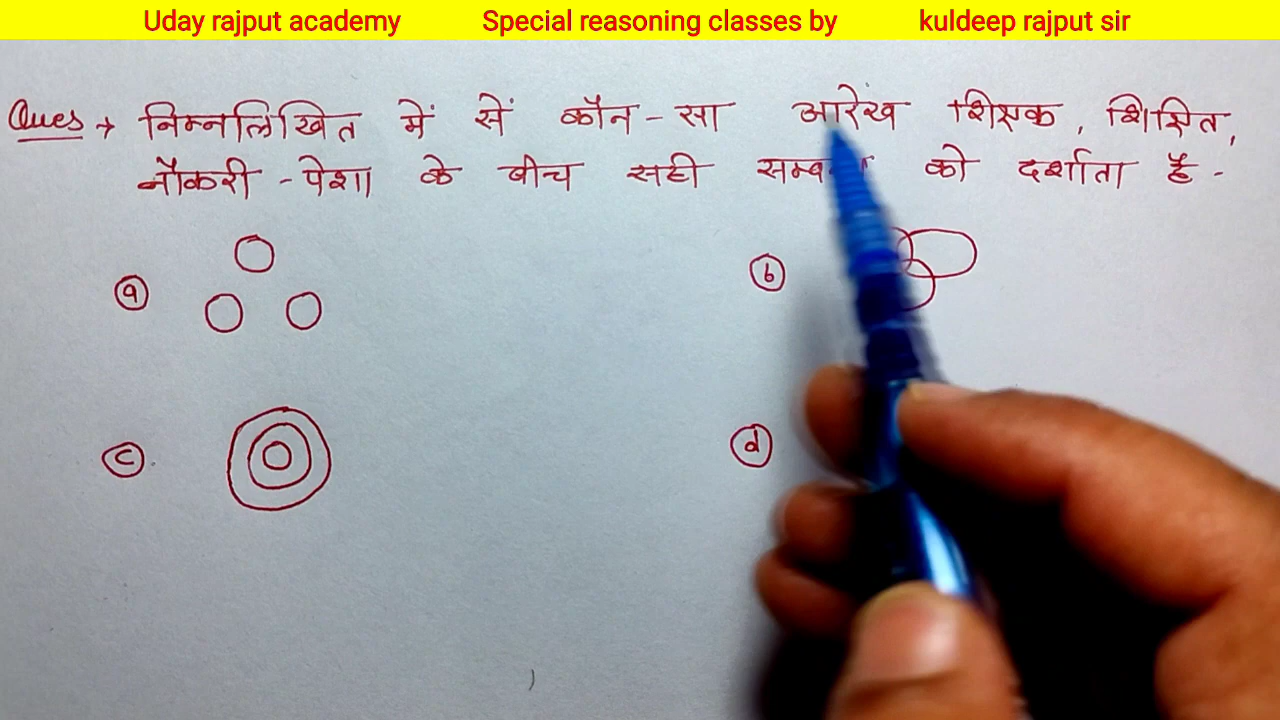 Uday rajput academy Special reasoning classes by kuldeep rajput sir
Ques → निम्नलिखित में सें कौन - सा आरेंख शिक्षक, शिक्षित,
नौकरी - पेशा के बीच सही को दर्शाता है -
a b
c d